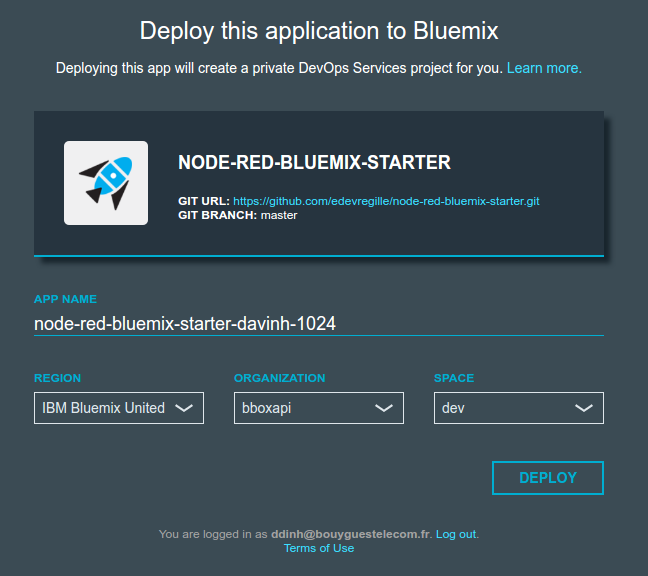 Deploy this application to Bluemix
Deploying this app will create a private DevOps Services project for you. Learn more.
NODE-RED-BLUEMIX-STARTER
GIT URL: https://github.com/edevregille/node-red-bluemix-starter.git
GIT BRANCH: master
APP NAME
node-red-bluemix-starter-davinh-1024
REGION ORGANIZATION SPACE
IBM Bluemix United bboxapi dev
DEPLOY
You are logged in as ddinh@bouyguestelecom.fr. Log out.
Terms of Use